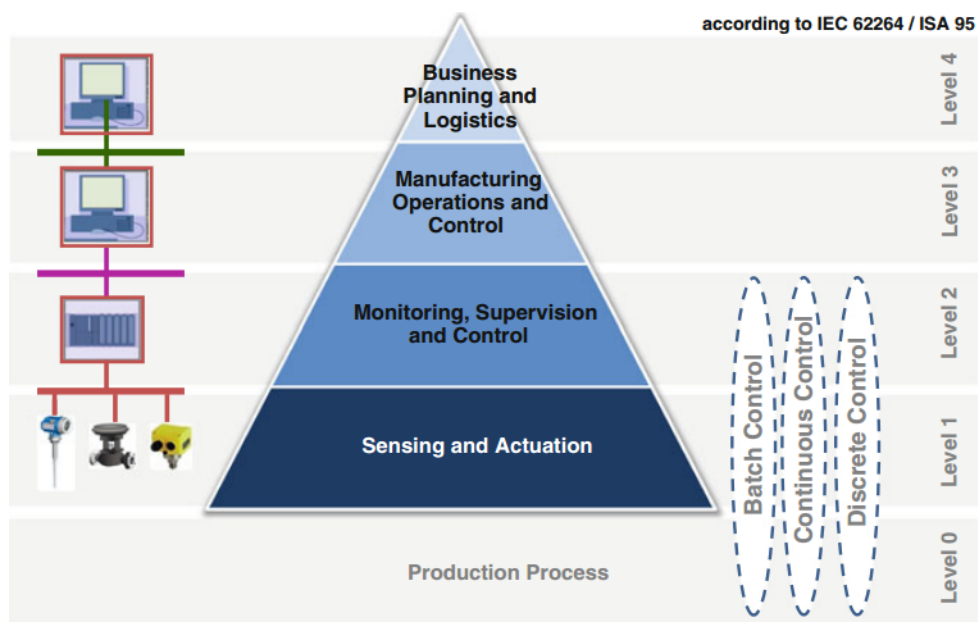 according to IEC 62264 / ISA 95
Business
Planning and
Logistics
Level 4
Manufacturing
Operations and
Control
Level 3
Monitoring, Supervision
and Control
Level 2
Sensing and Actuation
Level 1
Batch Control
Continuous Control
Discrete Control
Production Process
Level 0